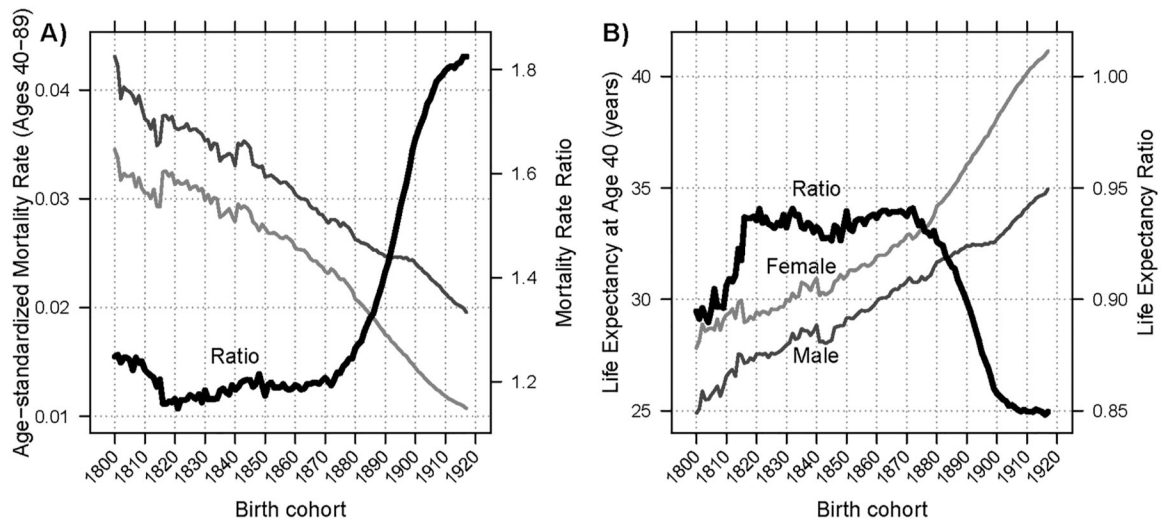 A)
Age-standardized Mortality Rate (Ages 40−89)
0.04
0.03
0.02
0.01
Ratio
1.8
1.6
1.4
1.2
Mortality Rate Ratio
1800 1810 1820 1830 1840 1850 1860 1870 1880 1890 1900 1910 1920
Birth cohort
B)
Life Expectancy at Age 40 (years)
40
35
30
25
Ratio
Female
Male
1.00
0.95
0.90
0.85
Life Expectancy Ratio
1800 1810 1820 1830 1840 1850 1860 1870 1880 1890 1900 1910 1920
Birth cohort